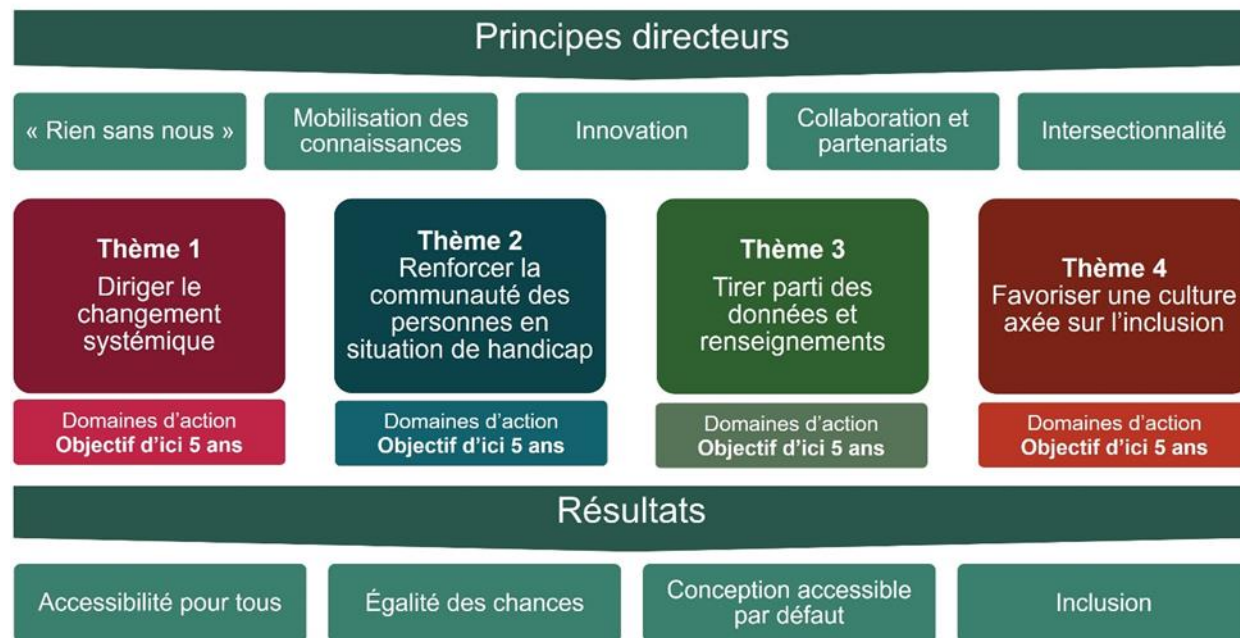 Principes directeurs
« Rien sans nous »
Mobilisation des
connaissances
Innovation
Collaboration et
partenariats
Intersectionnalité
Thème 1
Diriger le
changement
systémique
Domaines d'action
Objectif d'ici 5 ans
Thème 2
Renforcer la
communauté des
personnes en
situation de handicap
Domaines d'action
Objectif d'ici 5 ans
Thème 3
Tirer parti des
données et
renseignements
Domaines d'action
Objectif d'ici 5 ans
Thème 4
Favoriser une culture
axée sur l'inclusion
Domaines d'action
Objectif d'ici 5 ans
Résultats
Accessibilité pour tous
Égalité des chances
Conception accessible
par défaut
Inclusion